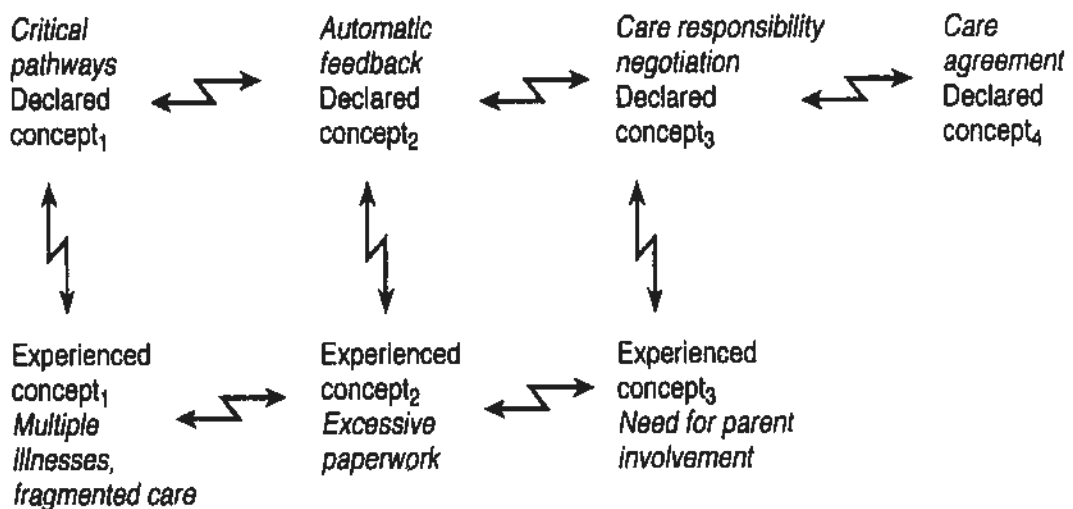 Critical
pathways
Declared
concept₁
Automatic
feedback
Declared
concept₂
Care responsibility
negotiation
Declared
concept₃
Care
agreement
Declared
concept₄
Experienced
concept₁
Multiple
illnesses,
fragmented care
Experienced
concept₂
Excessive
paperwork
Experienced
concept₃
Need for parent
involvement